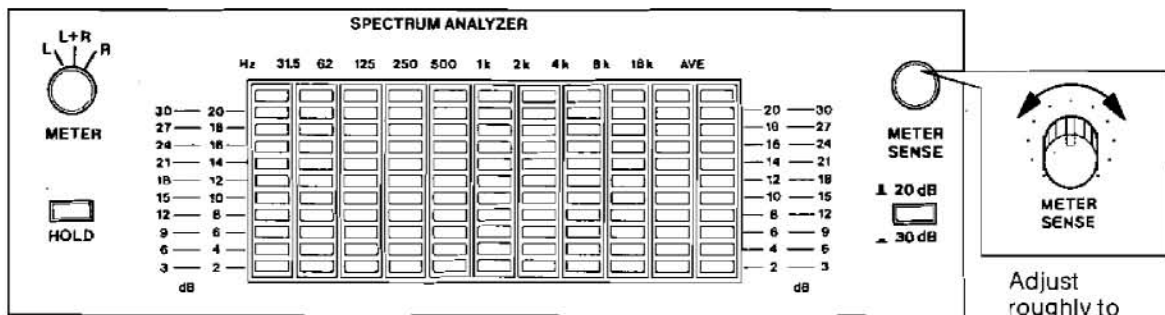 SPECTRUM ANALYZER
L L+R R
METER
HOLD
Hz 31.5 62 125 250 500 1k 2k 4k 8k 16k AVE
30 20 20 30
27 18 18 27
24 16 16 24
21 14 14 21
18 12 12 18
15 10 10 15
12 8 8 12
9 6 6 9
6 4 4 6
3 2 2 3
dB dB
METER
SENSE
20 dB
30 dB
METER
SENSE
Adjust
roughly to